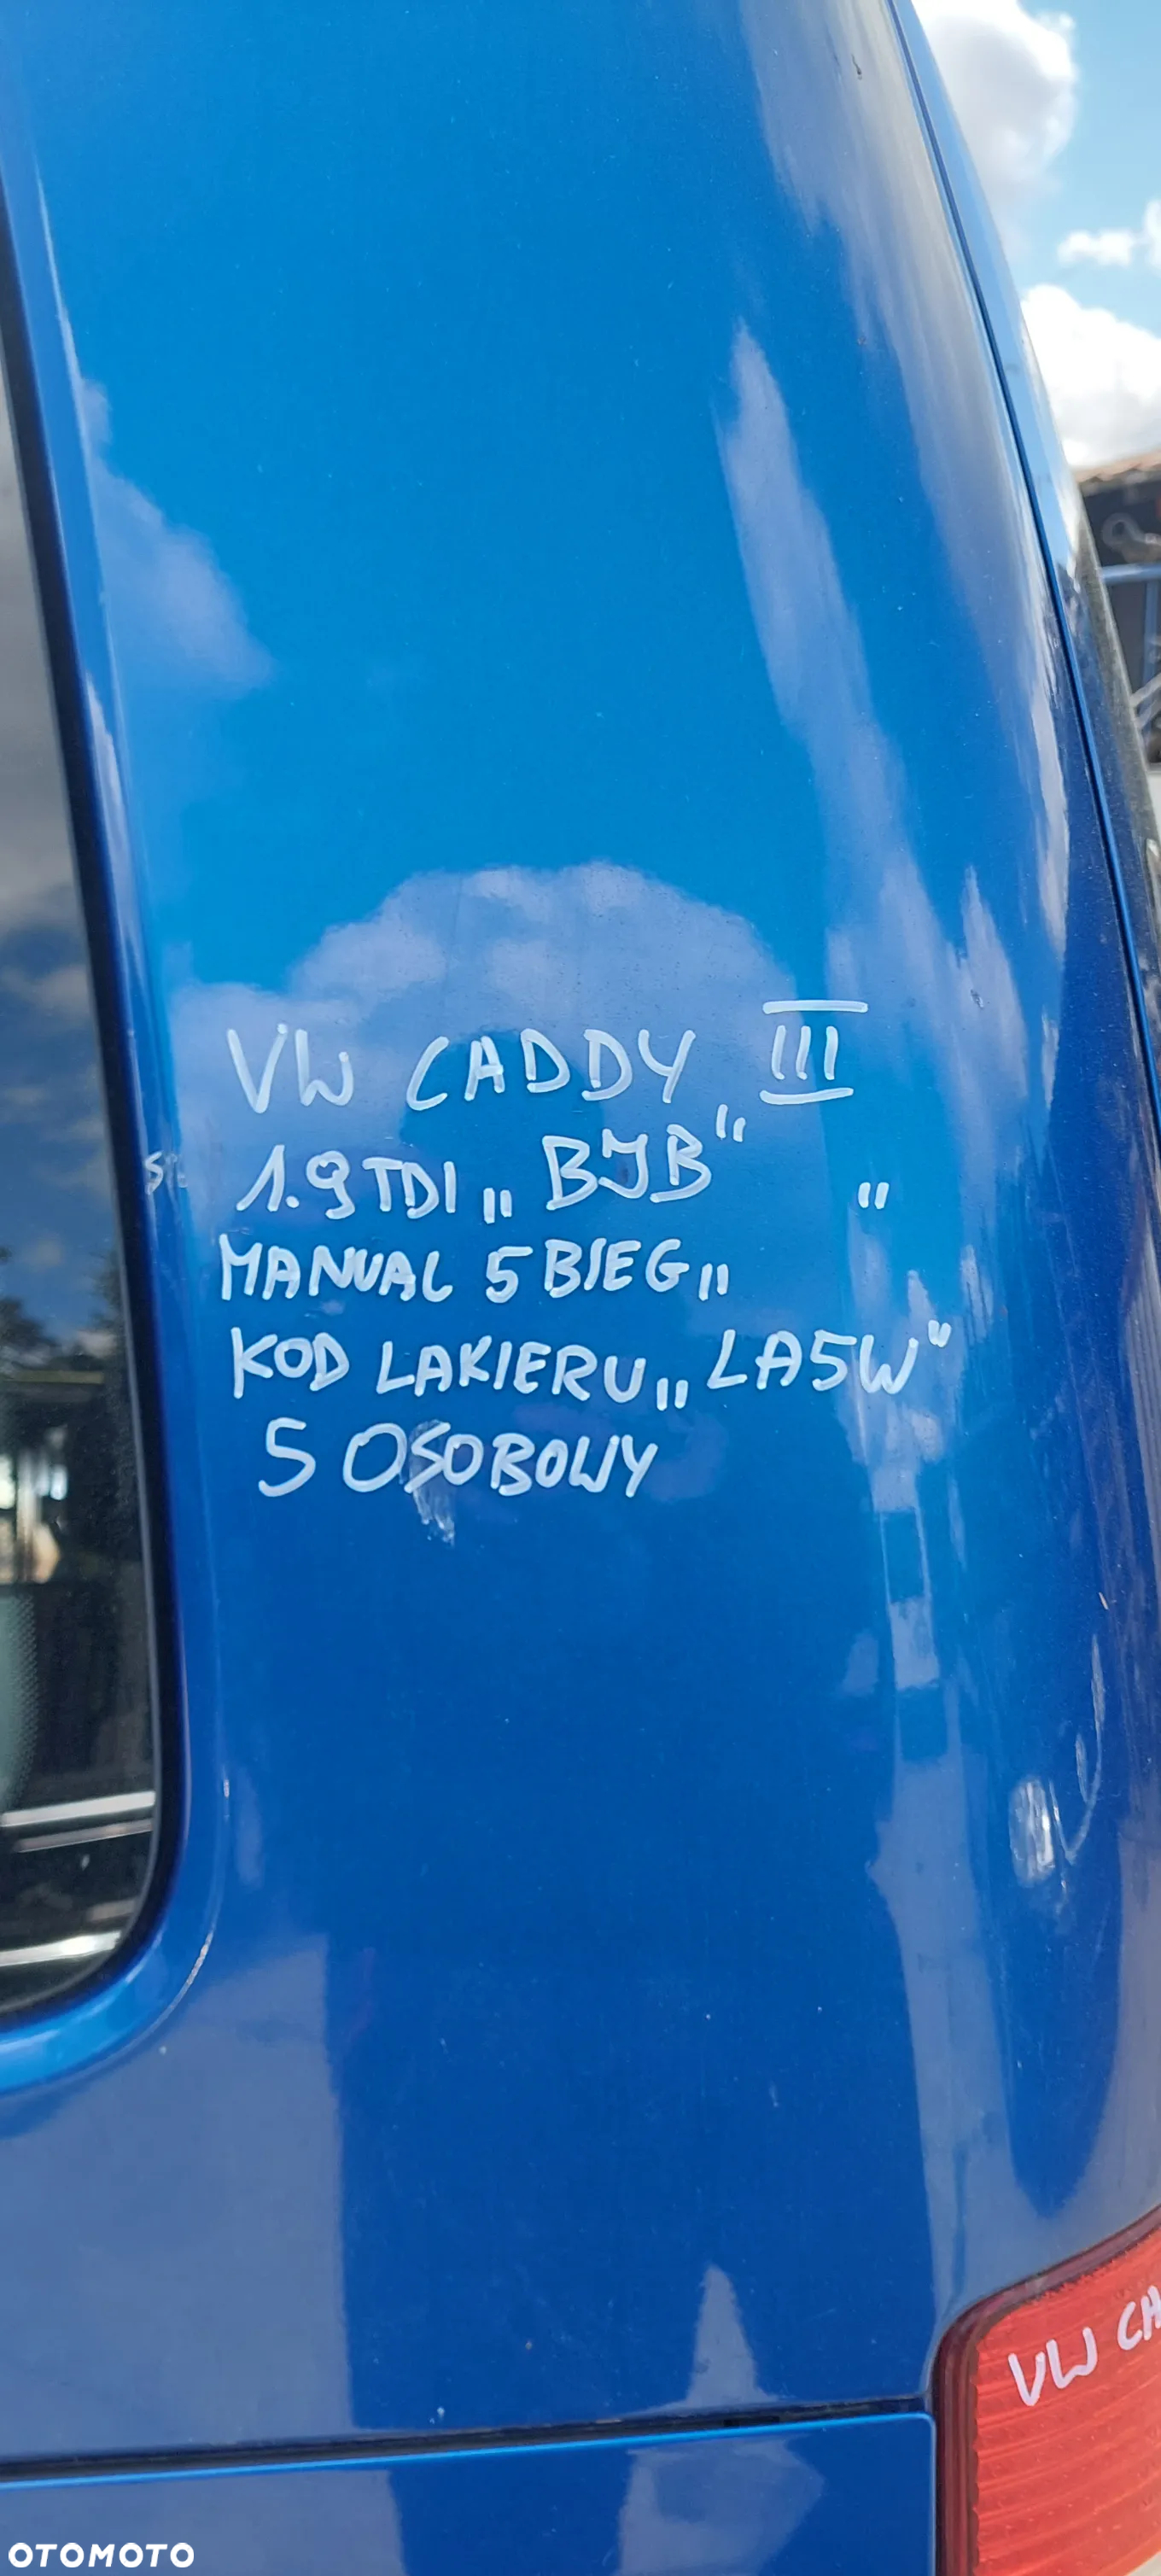 VW CADDY III
1.9 TDI „BJB"
MANUAL 5 BIEG„ "
KOD LAKIERU „LA5W"
5 OSOBOWY
VW CA
OTOMOTO